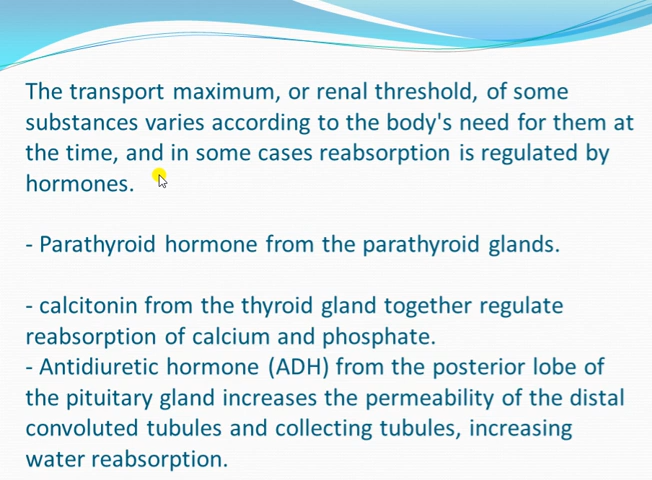 The transport maximum, or renal threshold, of some
substances varies according to the body's need for them at
the time, and in some cases reabsorption is regulated by
hormones.
- Parathyroid hormone from the parathyroid glands.
- calcitonin from the thyroid gland together regulate
reabsorption of calcium and phosphate.
- Antidiuretic hormone (ADH) from the posterior lobe of
the pituitary gland increases the permeability of the distal
convoluted tubules and collecting tubules, increasing
water reabsorption.